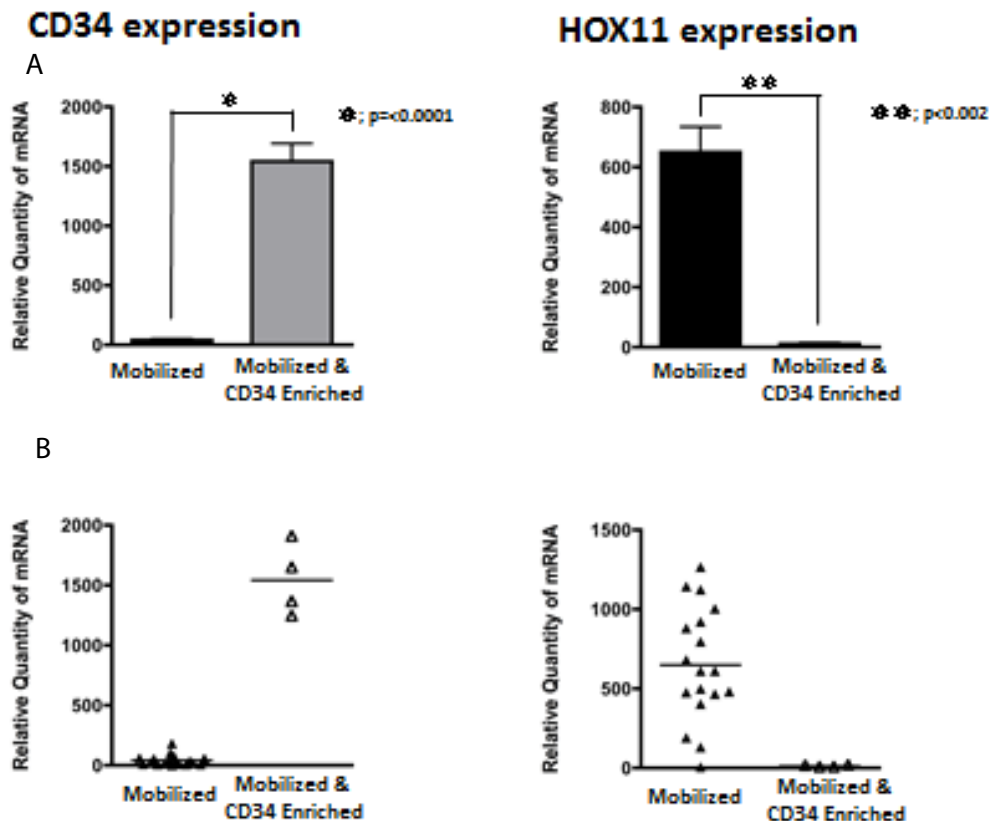 CD34 expression
HOX11 expression
A
Relative Quantity of mRNA
2000
1500
1000
500
0
*
*; p=<0.0001
Mobilized
Mobilized &
CD34 Enriched
Relative Quantity of mRNA
800
600
400
200
0
**
**; p<0.002
Mobilized
Mobilized &
CD34 Enriched
B
Relative Quantity of mRNA
2000
1500
1000
500
0
Mobilized
Mobilized &
CD34 Enriched
Relative Quantity of mRNA
1500
1000
500
0
Mobilized
Mobilized &
CD34 Enriched